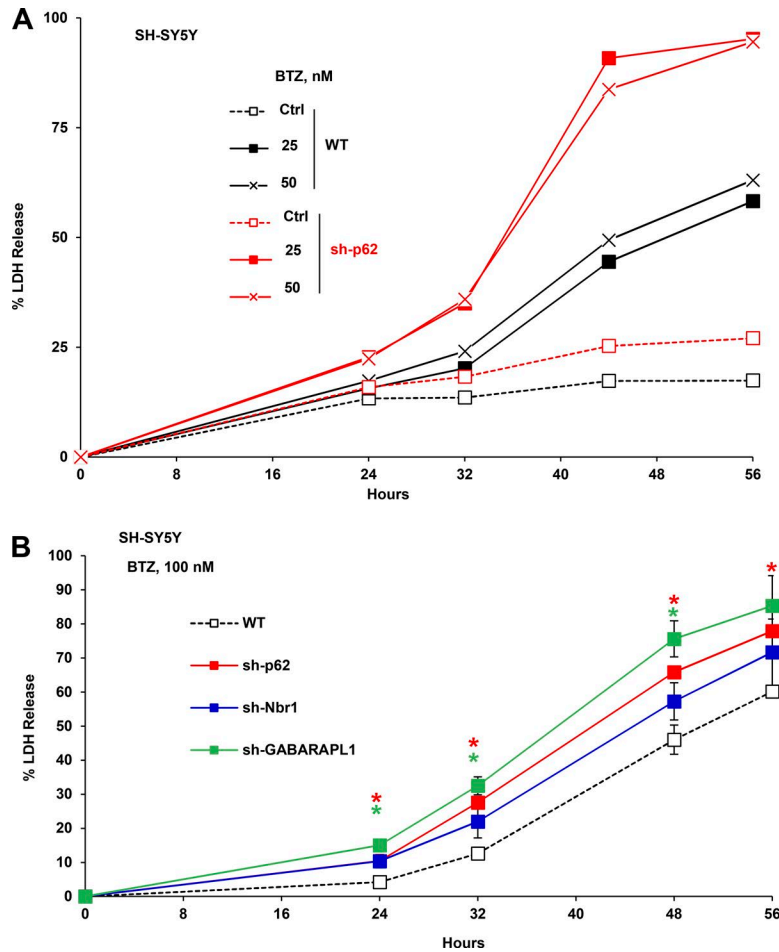 A
SH-SY5Y
BTZ, nM
Ctrl
25
WT
50
Ctrl
25
sh-p62
50
% LDH Release
100
75
50
25
0
0 8 16 24 32 40 48 56
Hours
B
SH-SY5Y
BTZ, 100 nM
WT
sh-p62
sh-Nbr1
sh-GABARAPL1
* * * *
* * *
% LDH Release
100
90
80
70
60
50
40
30
20
10
0
0 24 32 40 48 56
Hours